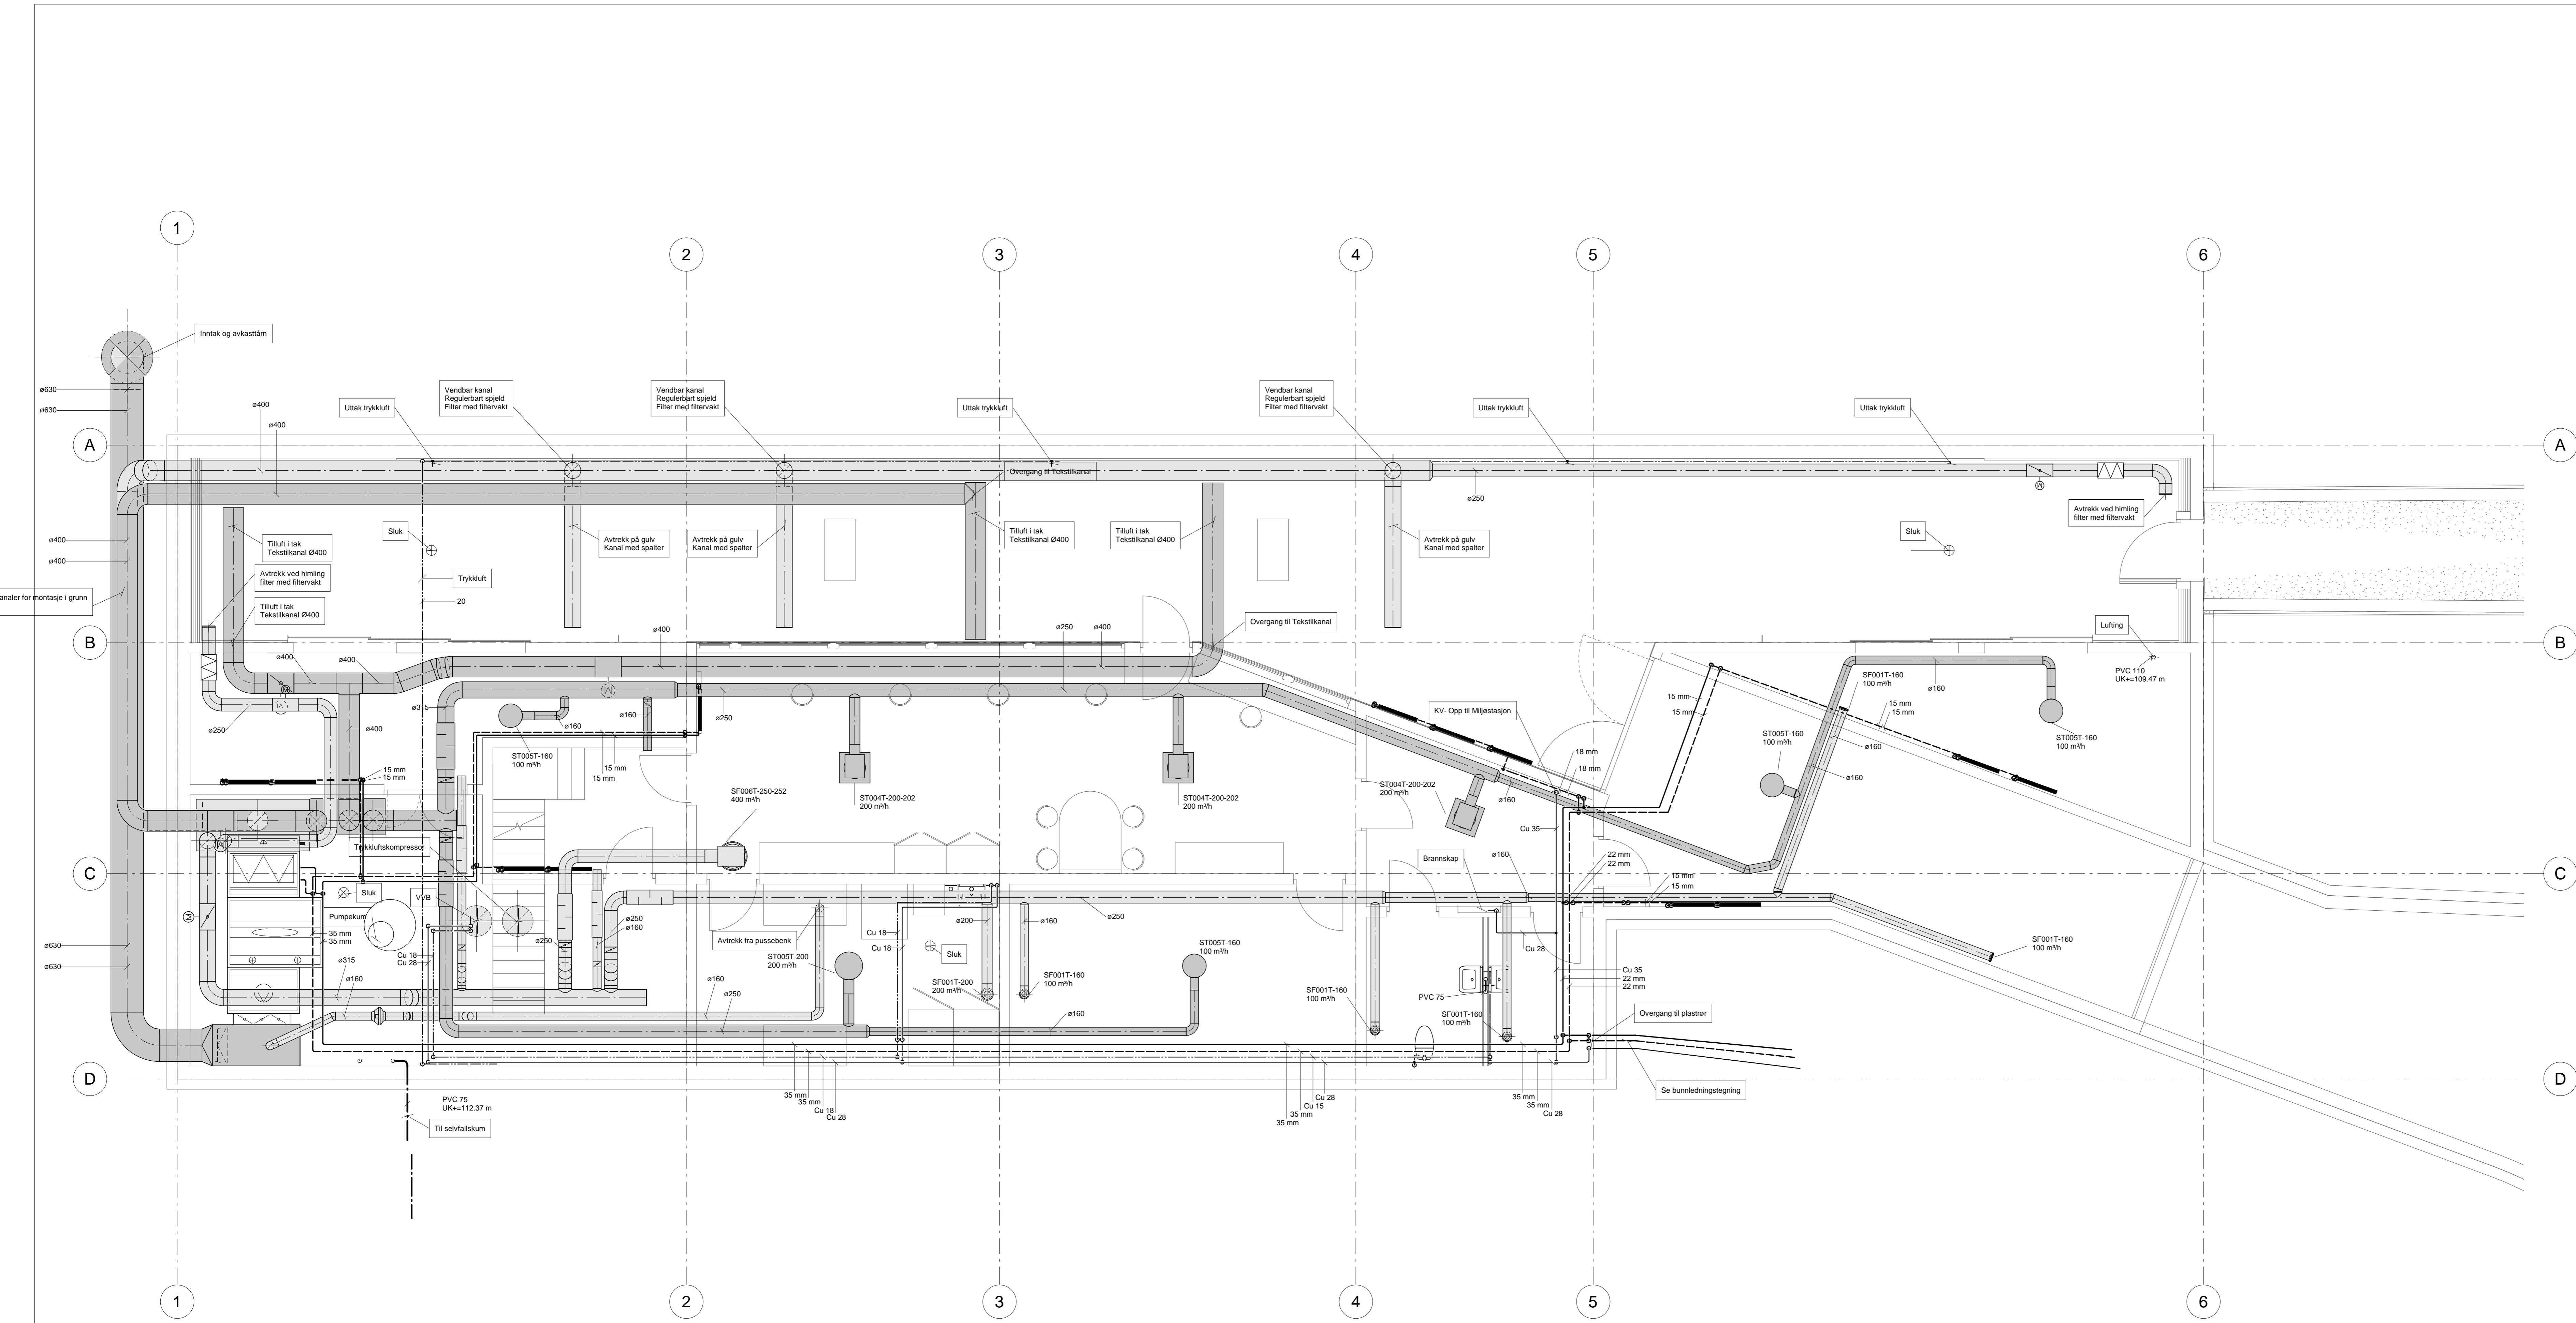 1
2
3
4
5
6
Inntak og avkasttårn
ø630
ø630
ø400
ø400
Uttak trykkluft
Vendbar kanal
Regulerbart spjeld
Filter med filtervakt
Vendbar kanal
Regulerbart spjeld
Filter med filtervakt
Uttak trykkluft
Vendbar kanal
Regulerbart spjeld
Filter med filtervakt
Uttak trykkluft
Uttak trykkluft
A
A
Overgang til Tekstilkanal
ø250
Avtrekk ved himling
filter med filtervakt
ø400
ø400
Tilluft i tak
Tekstilkanal Ø400
Sluk
Avtrekk på gulv
Kanal med spalter
Avtrekk på gulv
Kanal med spalter
Tilluft i tak
Tekstilkanal Ø400
Tilluft i tak
Tekstilkanal Ø400
Avtrekk på gulv
Kanal med spalter
Sluk
Avtrekk ved himling
filter med filtervakt
Trykkluft
20
analer for montasje i grunn
Tilluft i tak
Tekstilkanal Ø400
Overgang til Tekstilkanal
Lufting
B
B
ø400
ø250
ø400
ø400
ø400
PVC 110
UK+=109.47 m
SF001T-160
100 m³/h
ø160
15 mm
15 mm
15 mm
15 mm
ø315
ø160
ø160
ø250
KV- Opp til Miljøstasjon
ø250
ø400
M
M
M
M
ST005T-160
100 m³/h
15 mm
15 mm
ST005T-160
100 m³/h
ST005T-160
100 m³/h
ø160
ø160
18 mm
18 mm
15 mm
15 mm
SF006T-250-252
400 m³/h
ST004T-200-202
200 m³/h
ST004T-200-202
200 m³/h
ST004T-200-202
200 m³/h
ø160
Cu 35
Trykkluftskompressor
Brannskap
ø160
22 mm
22 mm
C
C
Sluk
VVB
15 mm
15 mm
Pumpekum
M
ø250
ø160
ø200
ø160
ø250
35 mm
35 mm
Avtrekk fra pussebenk
Cu 18
Cu 18
Sluk
ø250
Cu 28
SF001T-160
100 m³/h
ø630
ø630
Cu 18
Cu 28
ø315
ø160
ST005T-200
200 m³/h
ST005T-160
100 m³/h
SF001T-200
200 m³/h
SF001T-160
100 m³/h
Cu 35
22 mm
22 mm
ø160
ø250
ø160
PVC 75
SF001T-160
100 m³/h
SF001T-160
100 m³/h
Overgang til plastrør
D
D
Se bunnledningstegning
PVC 75
UK+=112.37 m
Til selvfallskum
35 mm
35 mm
Cu 18
Cu 28
Cu 28
Cu 15
35 mm
35 mm
35 mm
35 mm
Cu 28
1
2
3
4
5
6